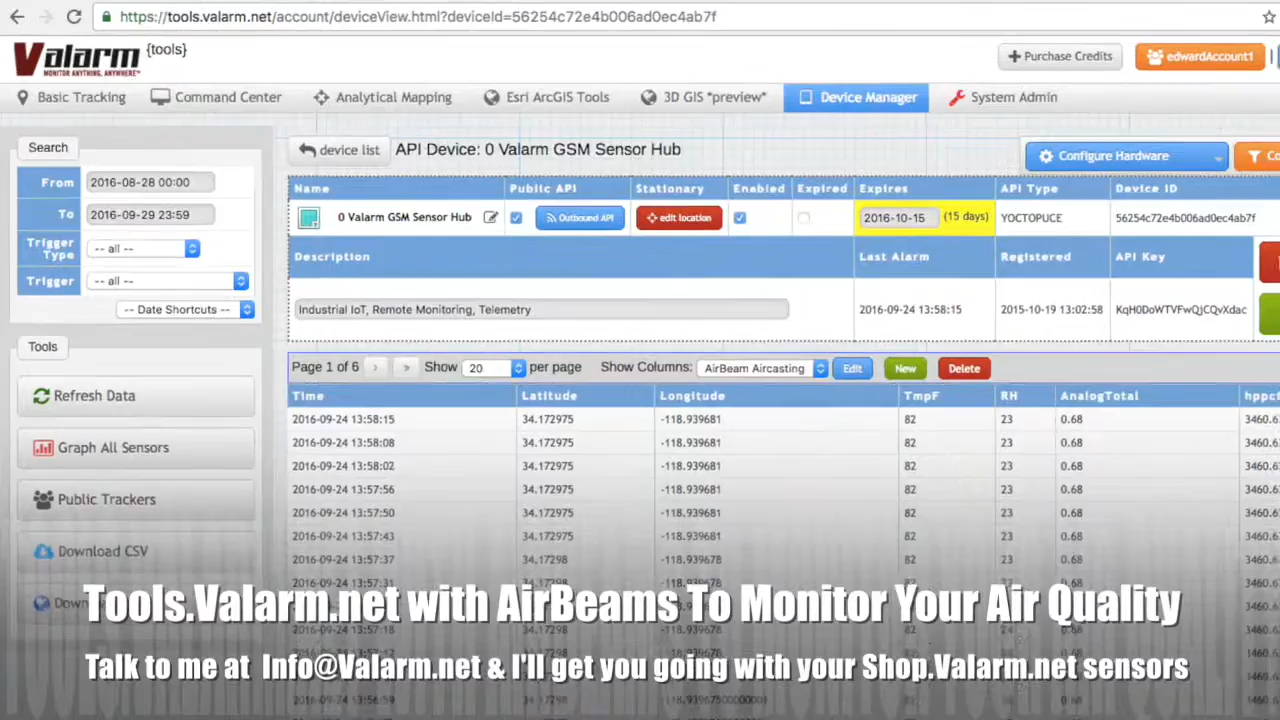 https://tools.valarm.net/account/deviceView.html?deviceId=56254c72e4b006ad0ec4ab7f
Valarm {tools}
MONITOR ANYTHING, ANYWHERE™
Purchase Credits
edwardAccount1
Basic Tracking
Command Center
Analytical Mapping
Esri ArcGIS Tools
3D GIS *preview*
Device Manager
System Admin
Search
From 2016-08-28 00:00
To 2016-09-29 23:59
Trigger Type -- all --
Trigger -- all --
-- Date Shortcuts --
Tools
Refresh Data
Graph All Sensors
Public Trackers
Download CSV
device list
API Device: 0 Valarm GSM Sensor Hub
Configure Hardware
Name Public API Stationary Enabled Expired Expires API Type Device ID
0 Valarm GSM Sensor Hub Outbound API edit location 2016-10-15 (15 days) YOCTOPUCE 56254c72e4b006ad0ec4ab7f
Description Last Alarm Registered API Key
Industrial IoT, Remote Monitoring, Telemetry 2016-09-24 13:58:15 2015-10-19 13:02:58 KqH0DoWTVFwQjCQvXdac
Page 1 of 6 › » Show 20 per page Show Columns: AirBeam Aircasting Edit New Delete
Time Latitude Longitude TmpF RH AnalogTotal
2016-09-24 13:58:15 34.172975 -118.939681 82 23 0.68
2016-09-24 13:58:08 34.172975 -118.939681 82 23 0.68
2016-09-24 13:58:02 34.172975 -118.939681 82 23 0.68
2016-09-24 13:57:56 34.172975 -118.939681 82 23 0.68
2016-09-24 13:57:50 34.172975 -118.939681 82 23 0.68
2016-09-24 13:57:43 34.172975 -118.939681 82 23 0.68
2016-09-24 13:57:37 34.17298 -118.939678 82 23 0.68
Tools.Valarm.net with AirBeams To Monitor Your Air Quality
Talk to me at Info@Valarm.net & I'll get you going with your Shop.Valarm.net sensors